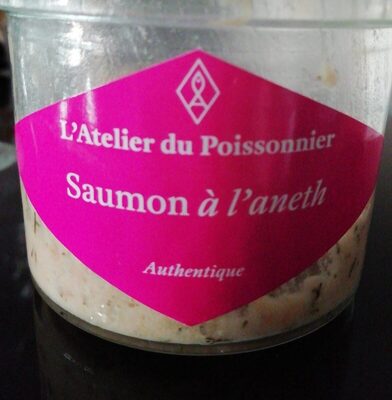 L'Atelier du Poissonnier
Saumon à l'aneth
Authentique